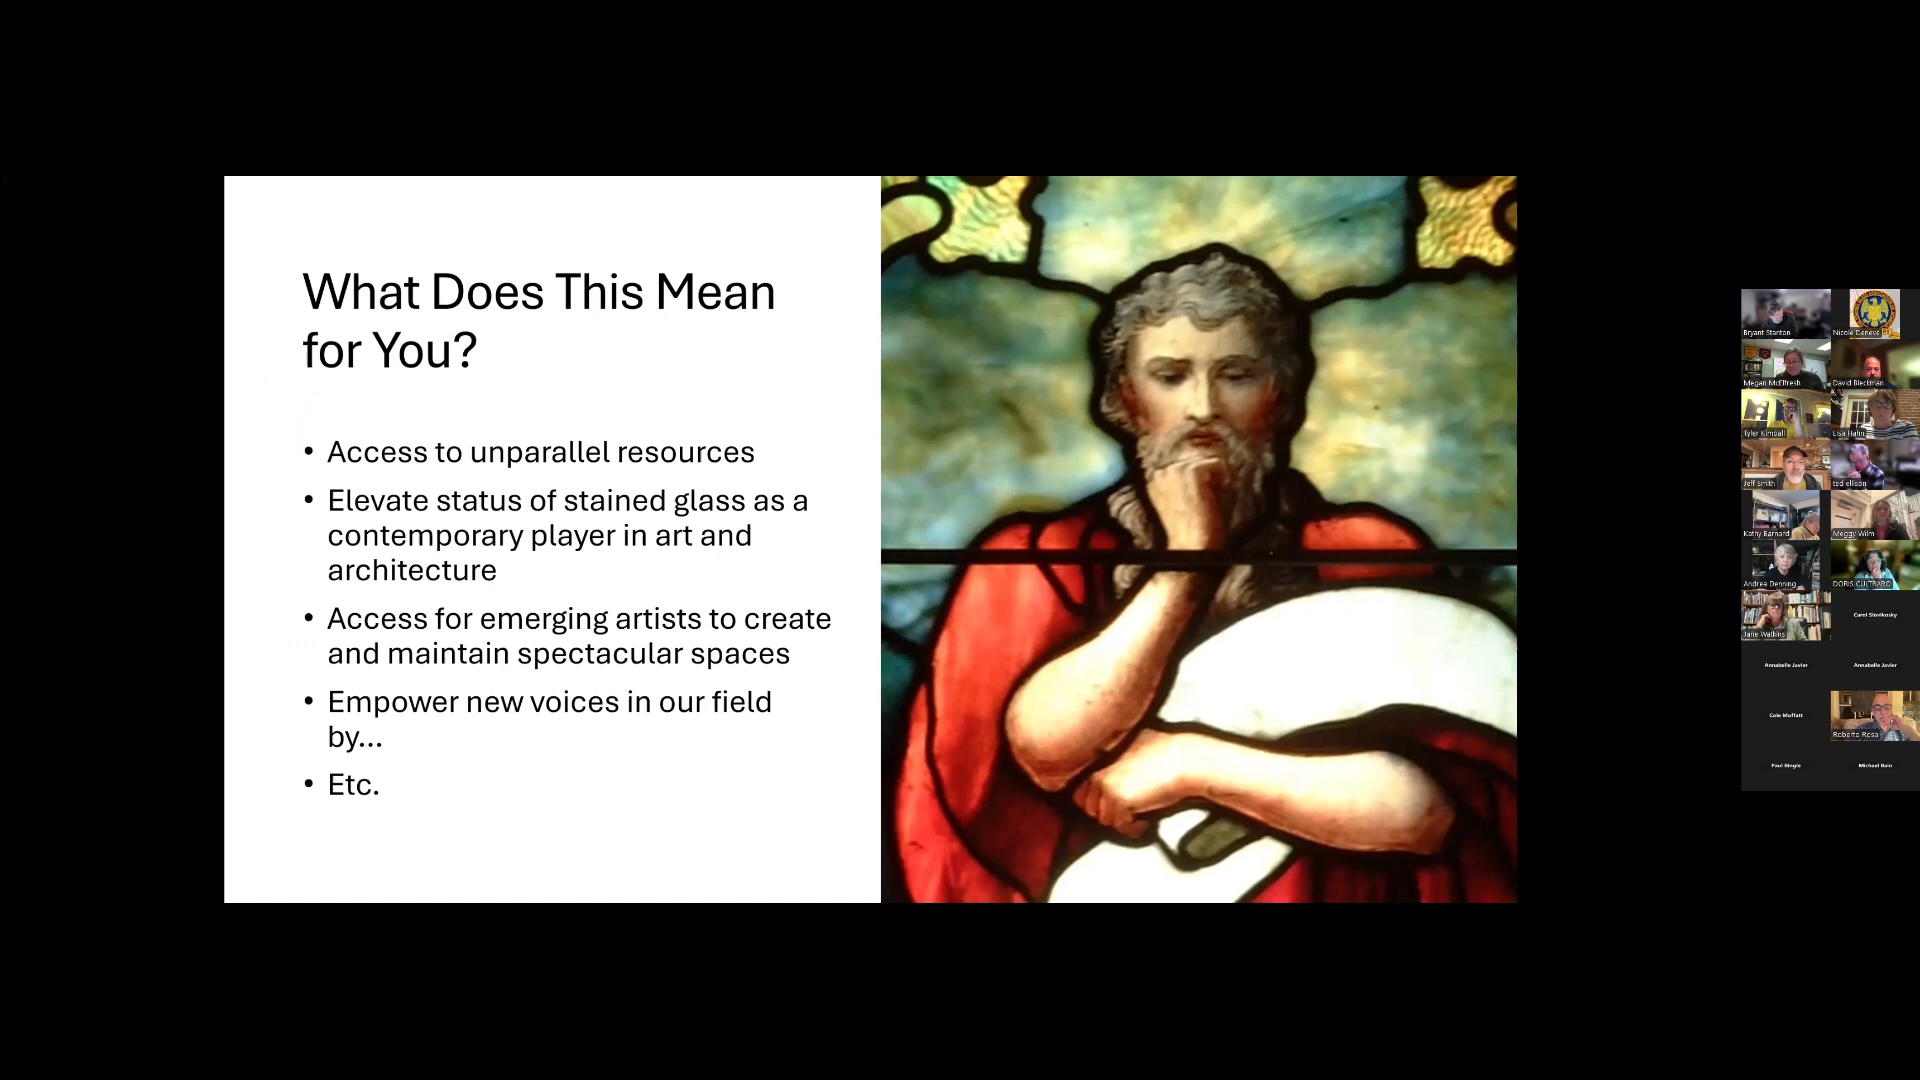 What Does This Mean
for You?
• Access to unparallel resources
• Elevate status of stained glass as a
contemporary player in art and
architecture
• Access for emerging artists to create
and maintain spectacular spaces
• Empower new voices in our field
by...
• Etc.
Bryant Stanton
Nicole Deneve
Megan McElfresh
David Bleckman
Tyler Kimball
Lisa Hahn
Jeff Smith
ted ellison
Kathy Barnard
Meggy Wilm
Andrea Denning
DORIS CULTRARO
Jane Watkins
Carol Slovikosky
Annabelle Javier
Annabelle Javier
Cole Moffatt
Roberto Rosa
Paul Bingle
Michael Bain